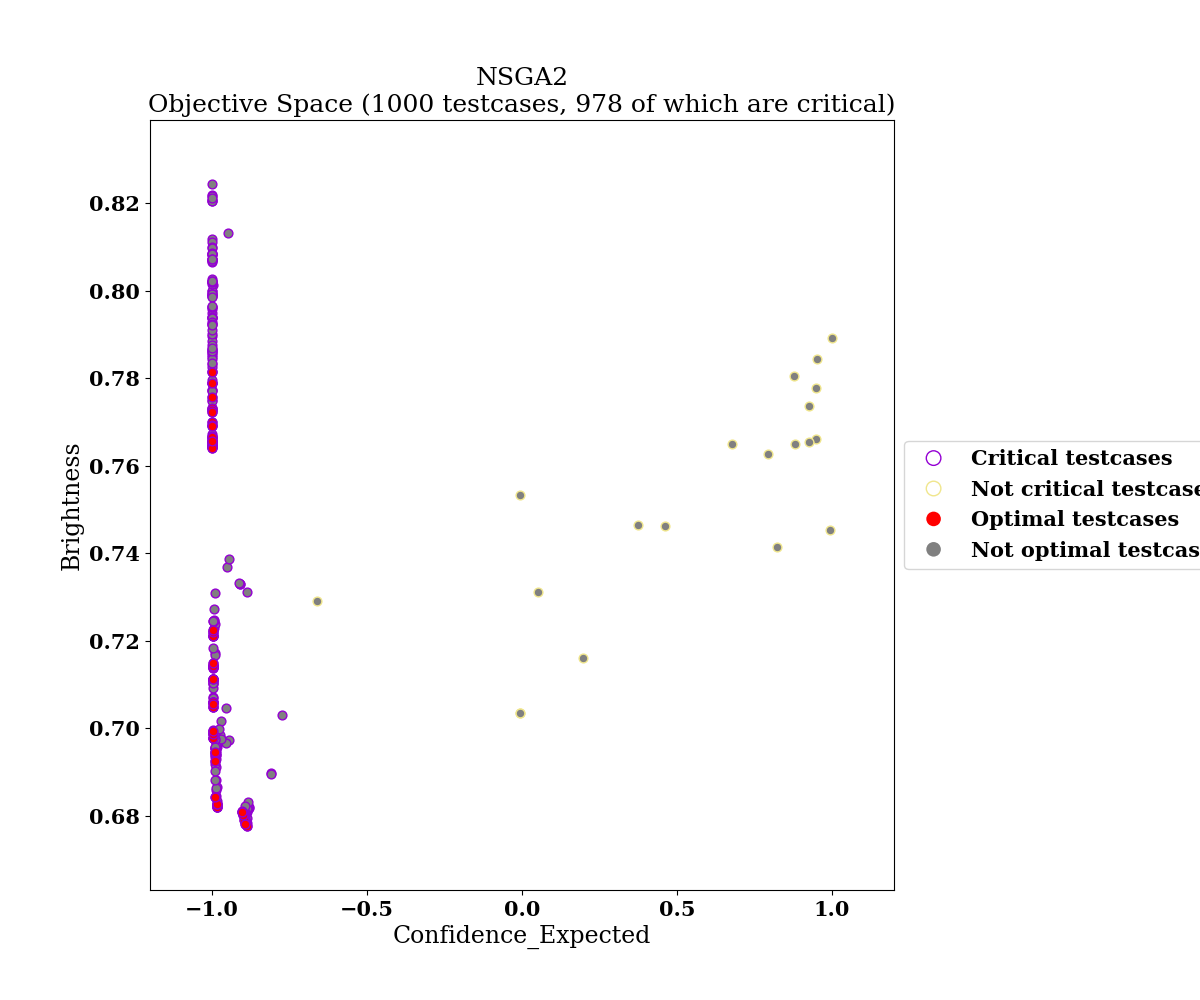 NSGA2
Objective Space (1000 testcases, 978 of which are critical)
Brightness
0.82
0.80
0.78
0.76
0.74
0.72
0.70
0.68
−1.0
−0.5
0.0
0.5
1.0
Confidence_Expected
Critical testcases
Not critical testcase
Optimal testcases
Not optimal testcas